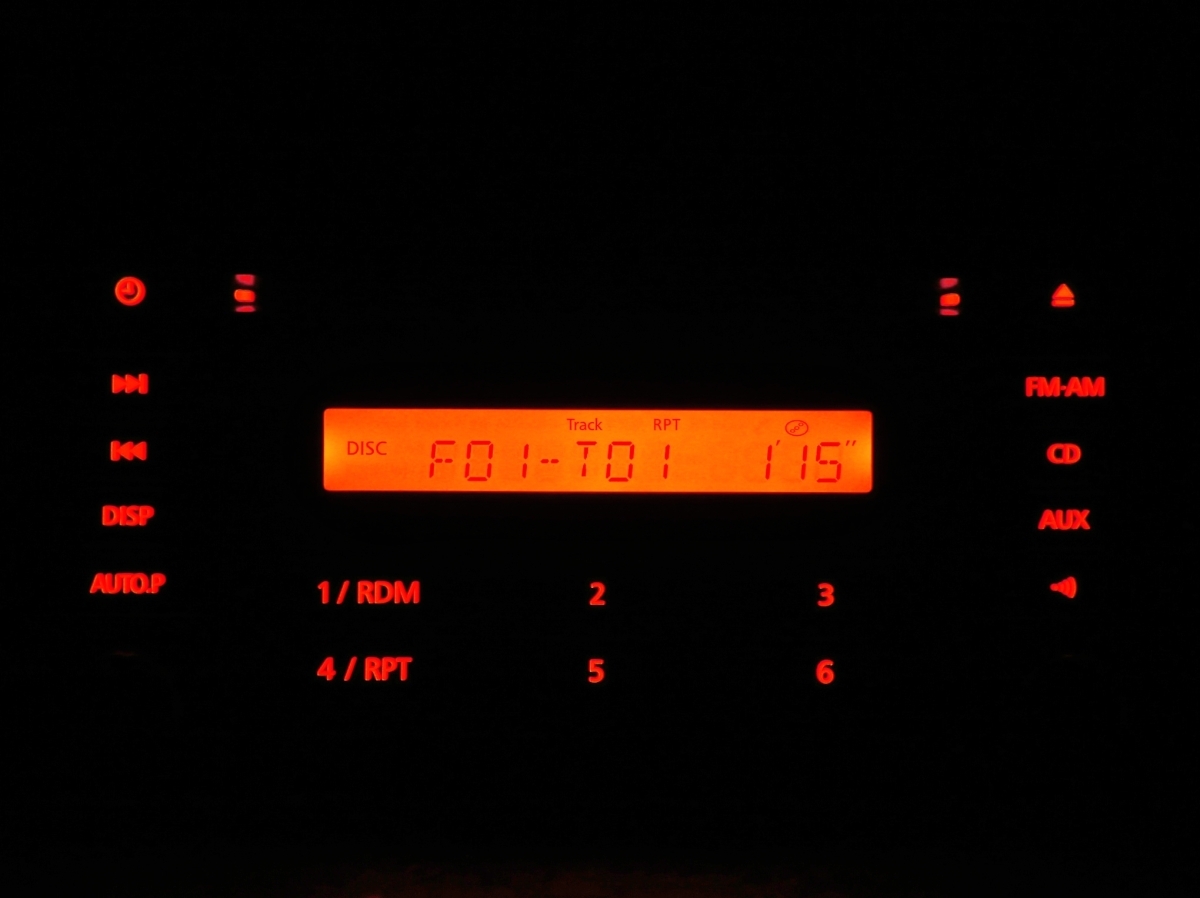 FM·AM
Track RPT
DISC F01-T01 1'15"
CD
DISP
AUX
AUTO.P
1 / RDM 2 3
4 / RPT 5 6